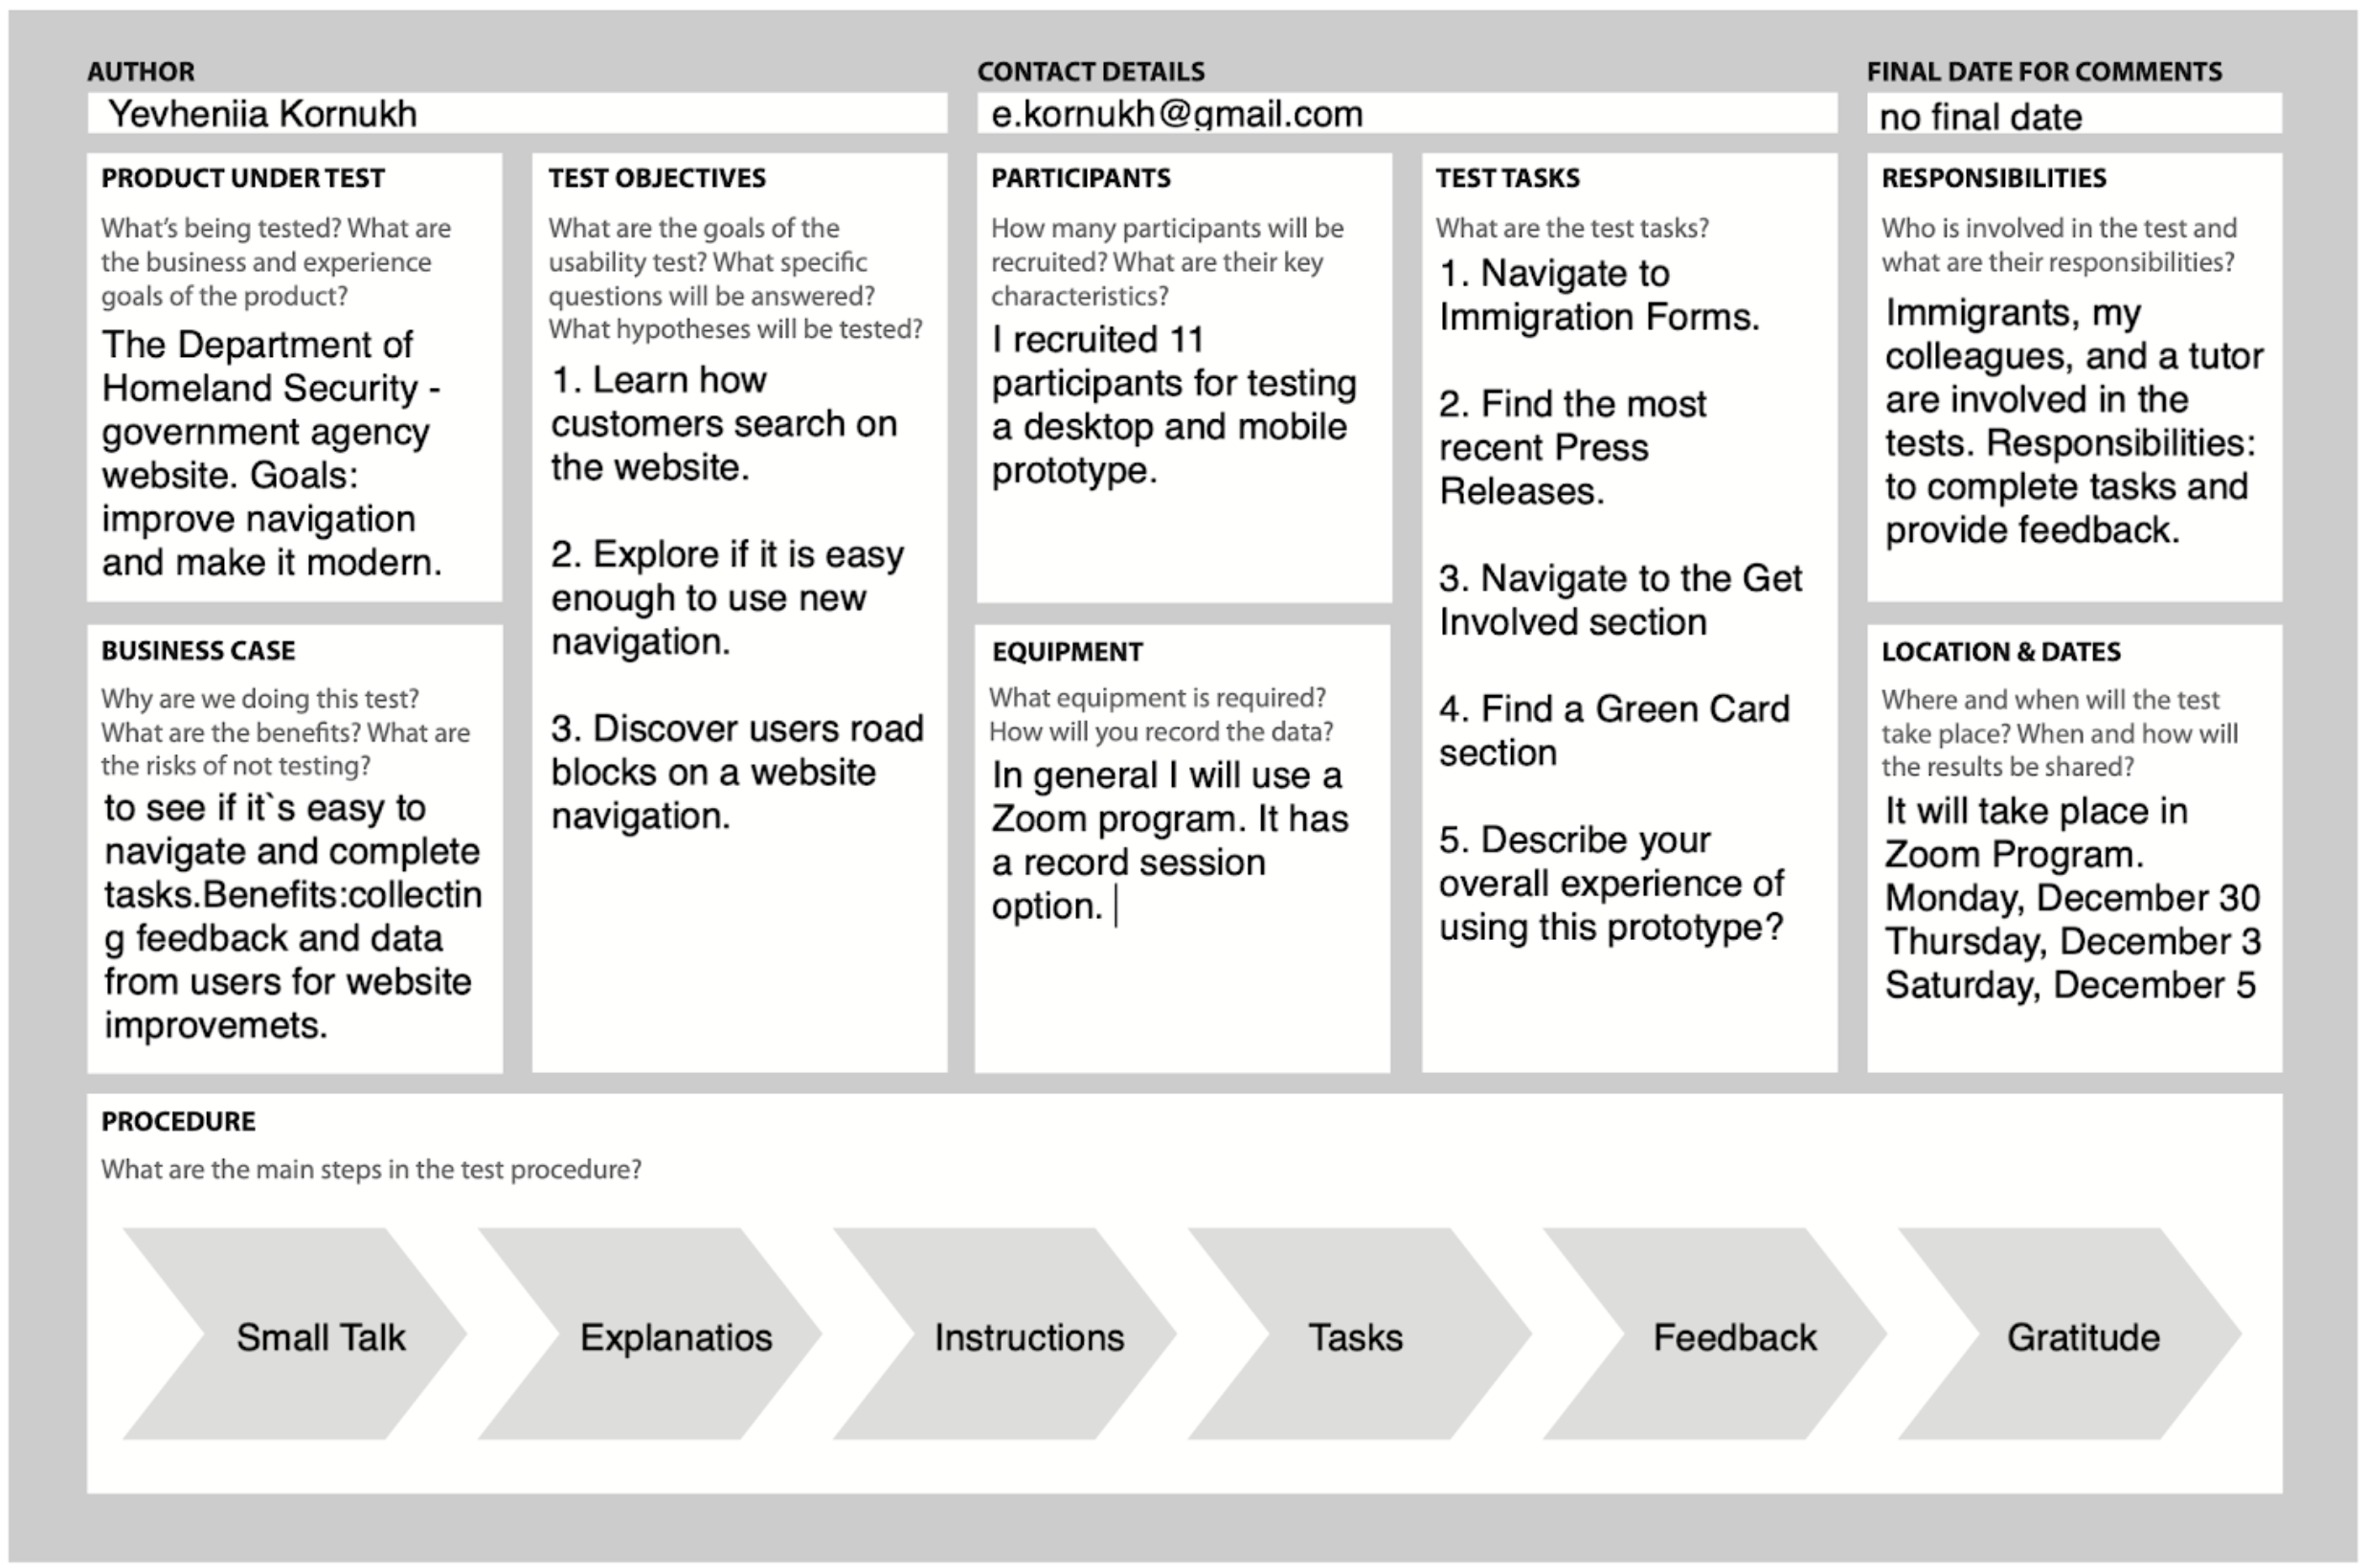 AUTHOR
Yevheniia Kornukh
CONTACT DETAILS
e.kornukh@gmail.com
FINAL DATE FOR COMMENTS
no final date
PRODUCT UNDER TEST
What's being tested? What are
the business and experience
goals of the product?
The Department of
Homeland Security -
government agency
website. Goals:
improve navigation
and make it modern.
BUSINESS CASE
Why are we doing this test?
What are the benefits? What are
the risks of not testing?
to see if it`s easy to
navigate and complete
tasks.Benefits:collectin
g feedback and data
from users for website
improvemets.
TEST OBJECTIVES
What are the goals of the
usability test? What specific
questions will be answered?
What hypotheses will be tested?
1. Learn how
customers search on
the website.
2. Explore if it is easy
enough to use new
navigation.
3. Discover users road
blocks on a website
navigation.
PARTICIPANTS
How many participants will be
recruited? What are their key
characteristics?
I recruited 11
participants for testing
a desktop and mobile
prototype.
EQUIPMENT
What equipment is required?
How will you record the data?
In general I will use a
Zoom program. It has
a record session
option.
TEST TASKS
What are the test tasks?
1. Navigate to
Immigration Forms.
2. Find the most
recent Press
Releases.
3. Navigate to the Get
Involved section
4. Find a Green Card
section
5. Describe your
overall experience of
using this prototype?
RESPONSIBILITIES
Who is involved in the test and
what are their responsibilities?
Immigrants, my
colleagues, and a tutor
are involved in the
tests. Responsibilities:
to complete tasks and
provide feedback.
LOCATION & DATES
Where and when will the test
take place? When and how will
the results be shared?
It will take place in
Zoom Program.
Monday, December 30
Thursday, December 3
Saturday, December 5
PROCEDURE
What are the main steps in the test procedure?
Small Talk
Explanatios
Instructions
Tasks
Feedback
Gratitude